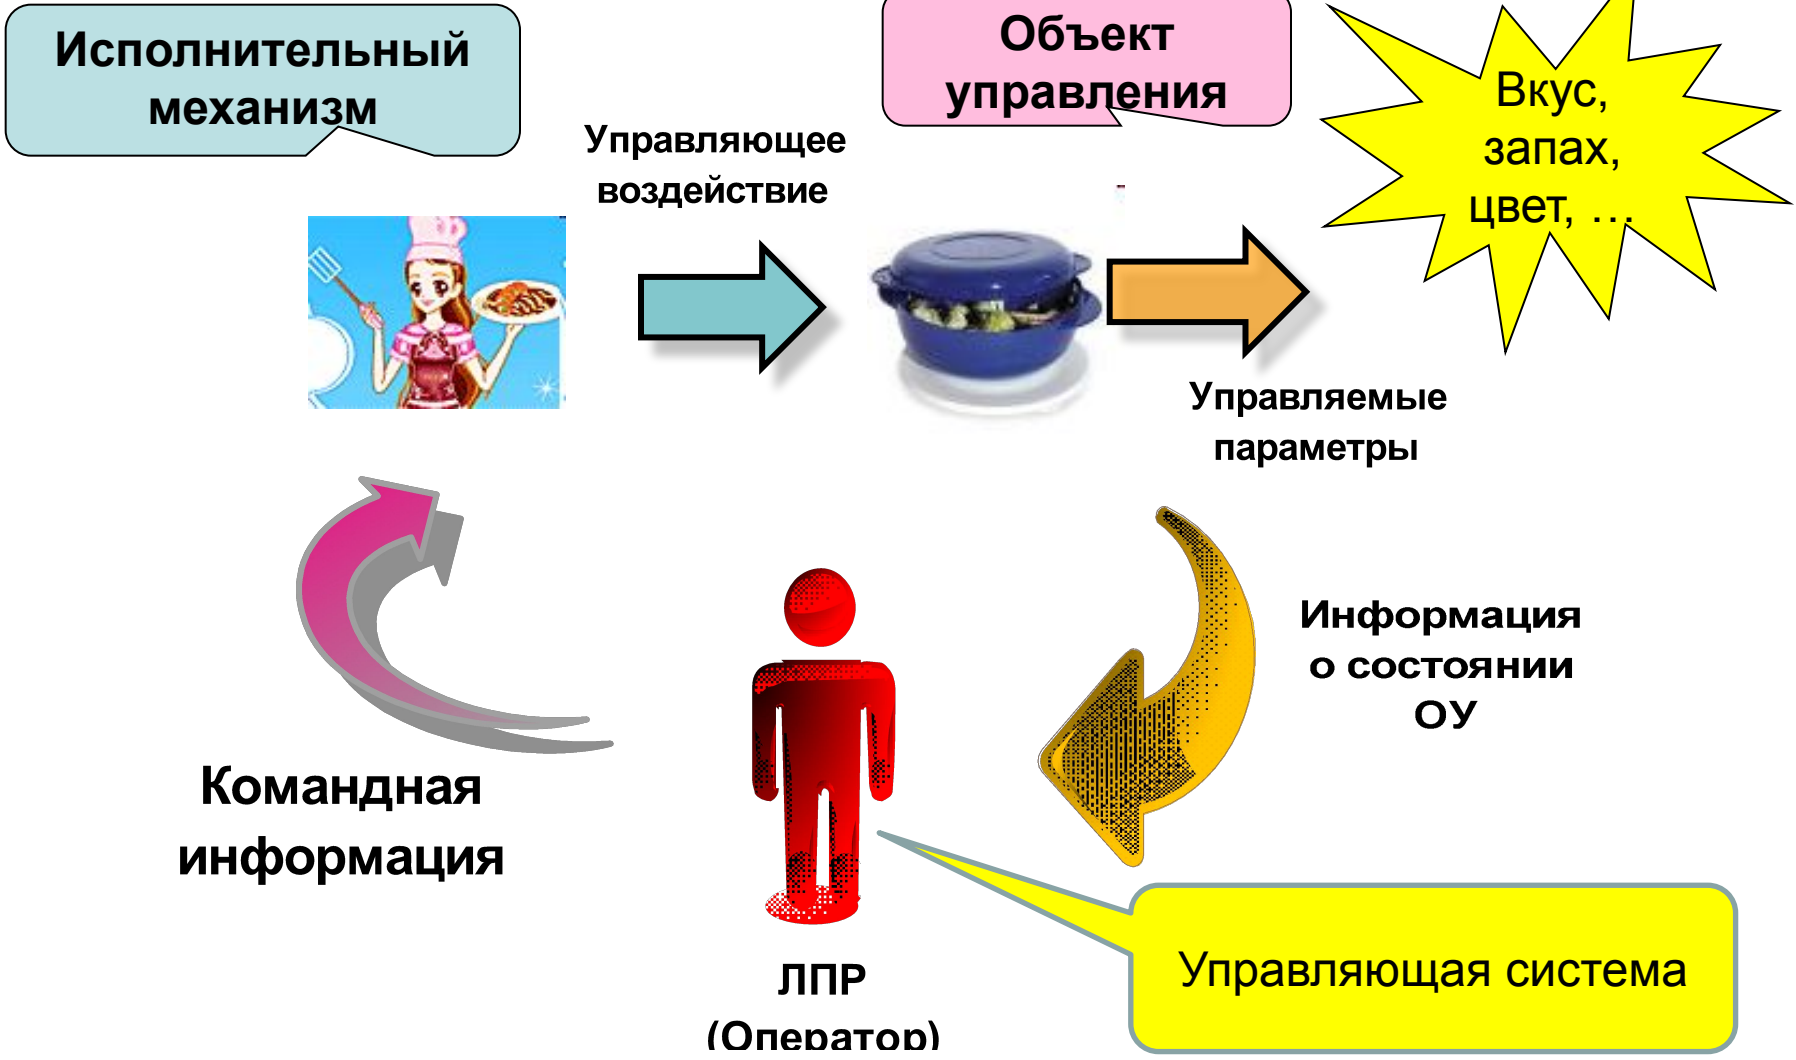 Исполнительный
механизм
Объект
управления
Вкус,
запах,
цвет, ...
Управляющее
воздействие
Управляемые
параметры
Информация
о состоянии
ОУ
Командная
информация
ЛПР
(Оператор)
Управляющая система